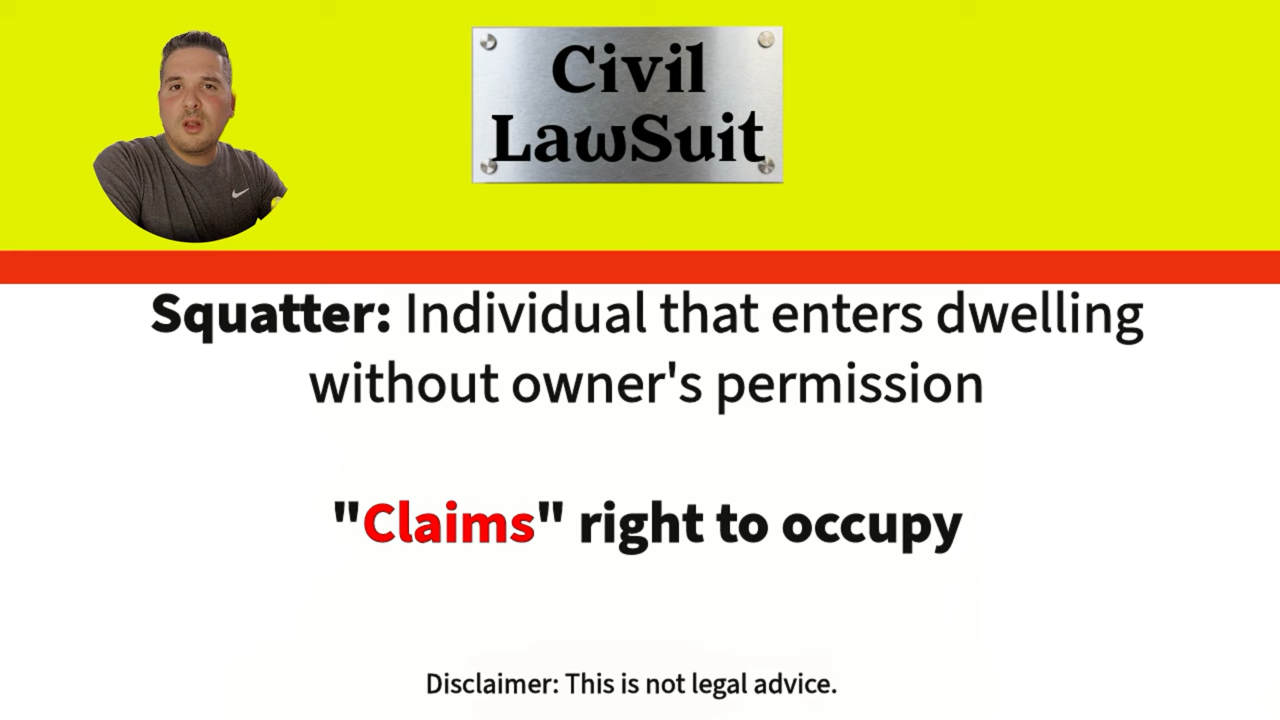 Civil
LawSuit
Squatter: Individual that enters dwelling
without owner's permission
"Claims" right to occupy
Disclaimer: This is not legal advice.